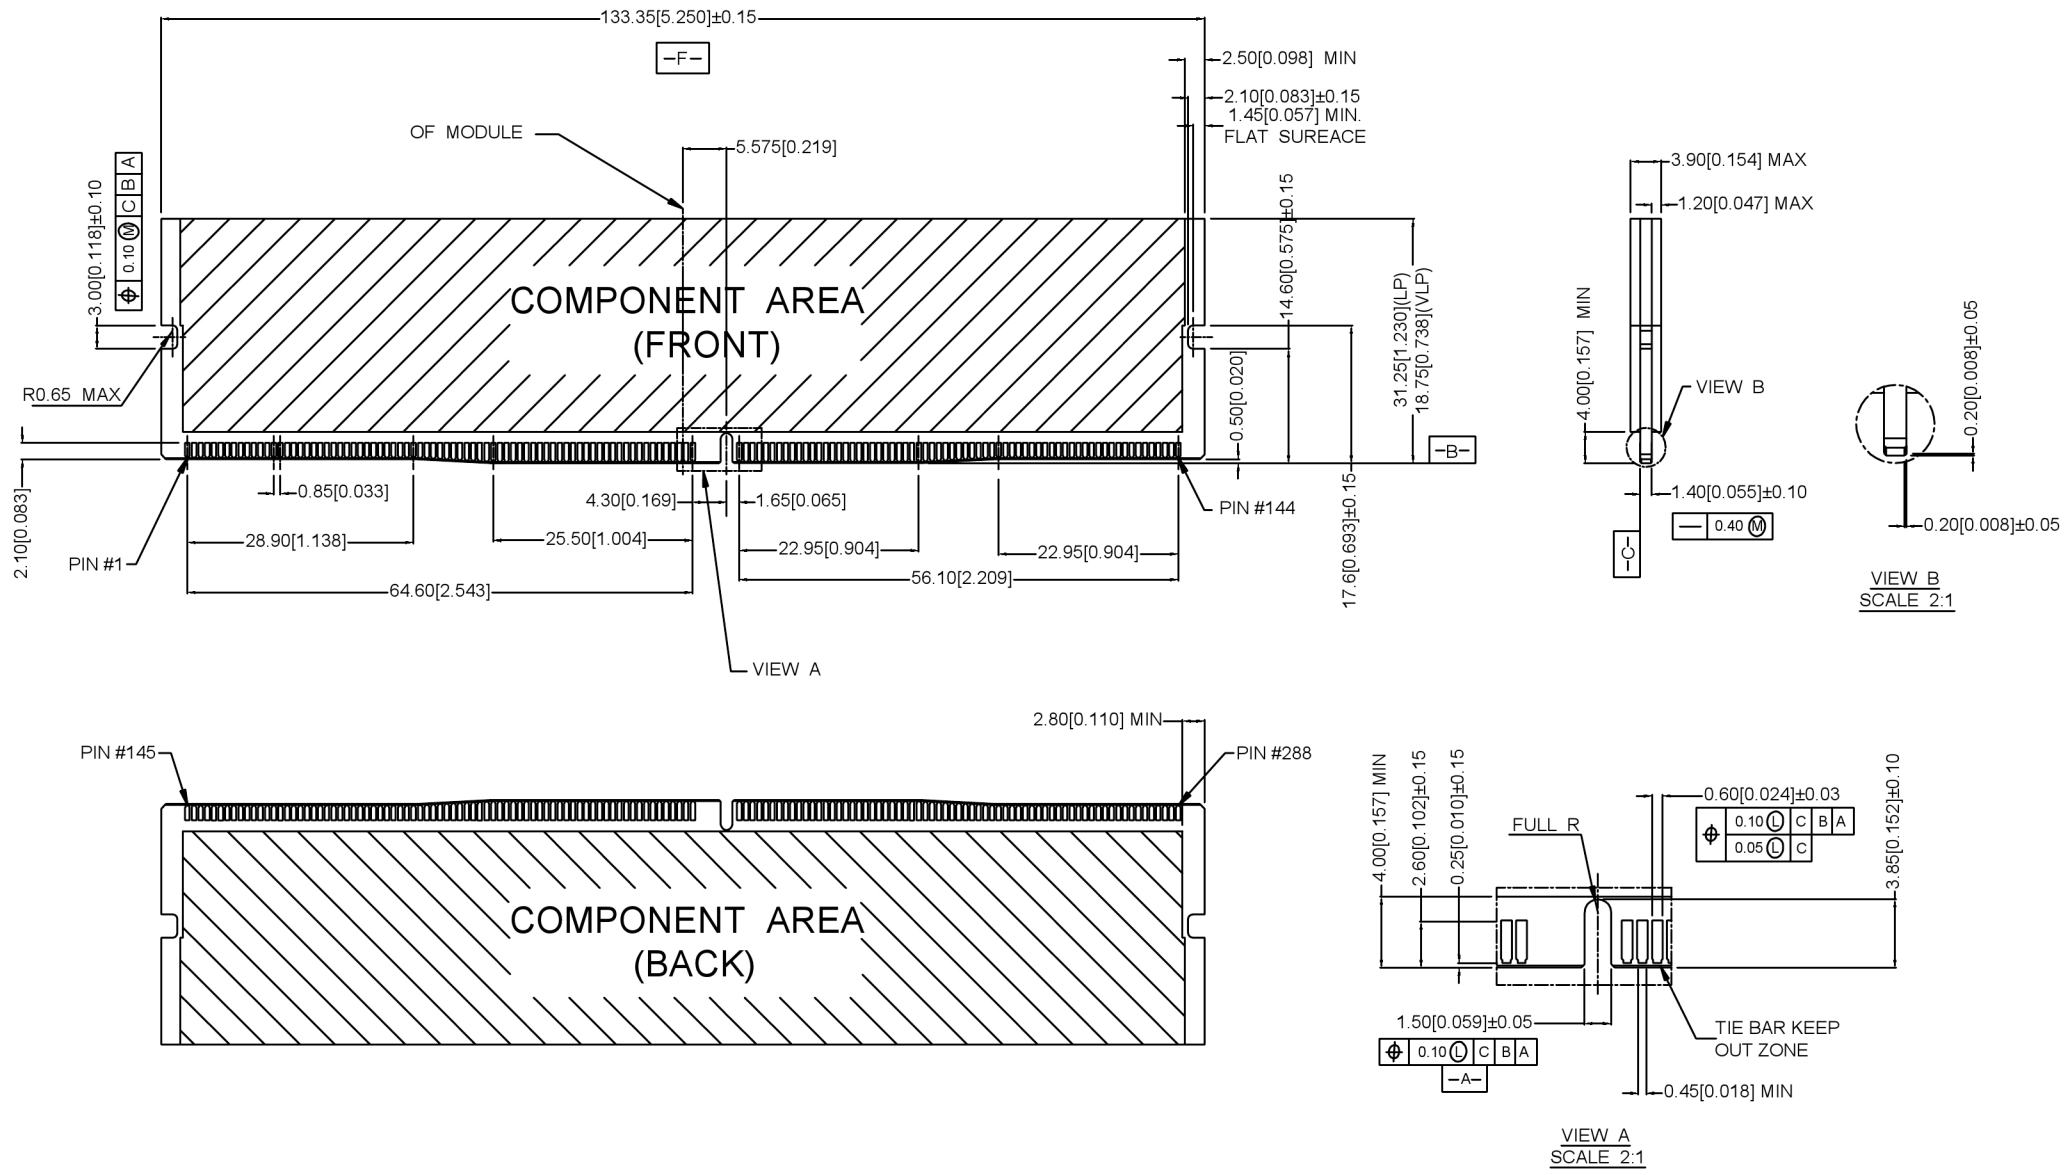 133.35[5.250]±0.15
–F–
2.50[0.098] MIN
2.10[0.083]±0.15
1.45[0.057] MIN.
FLAT SUREACE
OF MODULE
5.575[0.219]
3.00[0.118]±0.10
0.10 M C B A
14.60[0.575]±0.15
31.25[1.230](LP)
18.75[0.738](VLP)
COMPONENT AREA
(FRONT)
R0.65 MAX
0.50[0.020]
–B–
2.10[0.083]
0.85[0.033]
4.30[0.169]
1.65[0.065]
PIN #144
28.90[1.138]
25.50[1.004]
22.95[0.904]
22.95[0.904]
PIN #1
56.10[2.209]
64.60[2.543]
17.6[0.693]±0.15
VIEW A
3.90[0.154] MAX
1.20[0.047] MAX
4.00[0.157] MIN
VIEW B
0.20[0.008]±0.05
1.40[0.055]±0.10
0.40 M
–C–
0.20[0.008]±0.05
VIEW B
SCALE 2:1
2.80[0.110] MIN
PIN #145
PIN #288
COMPONENT AREA
(BACK)
4.00[0.157] MIN
2.60[0.102]±0.15
0.25[0.010]±0.15
FULL R
0.60[0.024]±0.03
0.10 L C B A
0.05 L C
3.85[0.152]±0.10
1.50[0.059]±0.05
0.10 L C B A
–A–
TIE BAR KEEP
OUT ZONE
0.45[0.018] MIN
VIEW A
SCALE 2:1